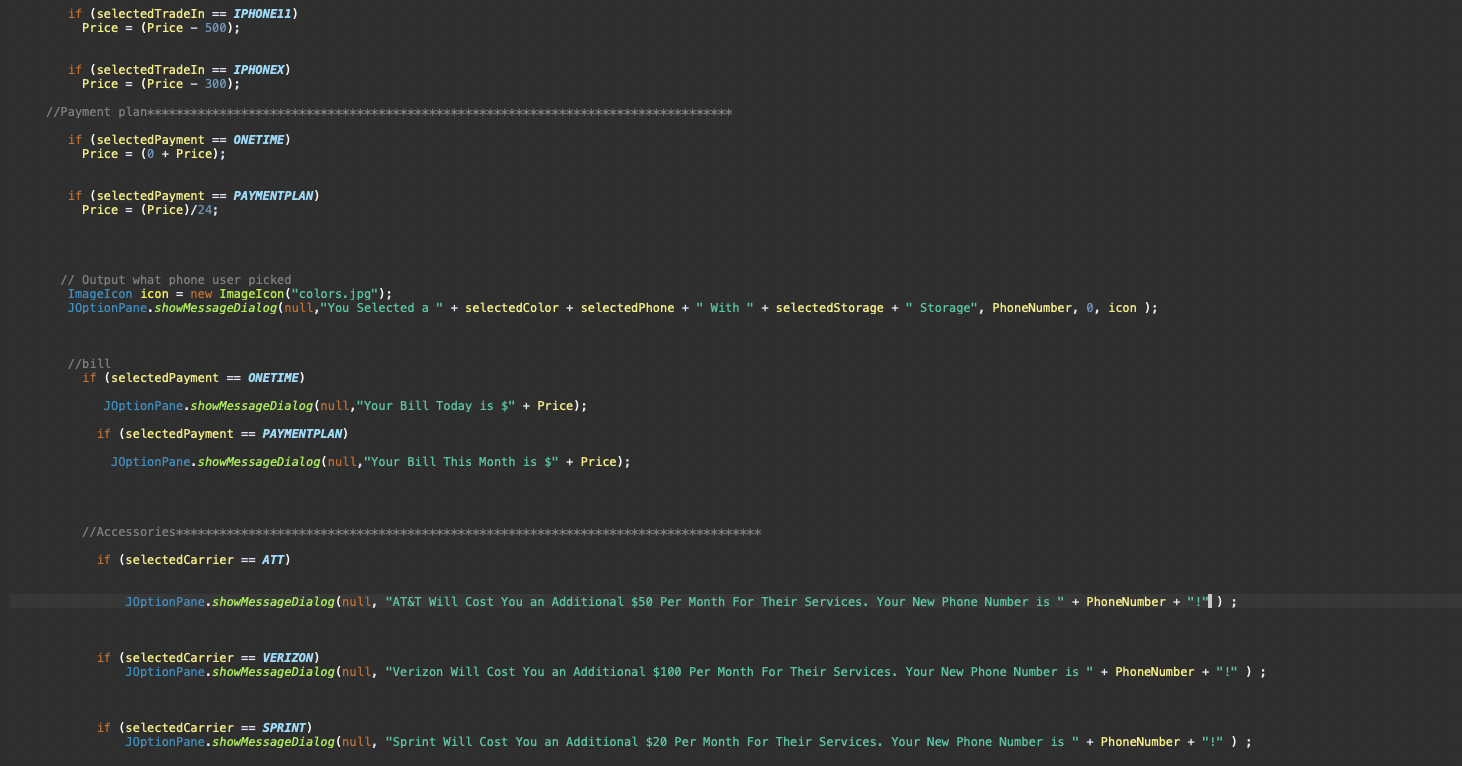 if (selectedTradeIn == IPHONE11)
Price = (Price - 500);
if (selectedTradeIn == IPHONEX)
Price = (Price - 300);
//Payment plan*********************************************************************************
if (selectedPayment == ONETIME)
Price = (0 + Price);
if (selectedPayment == PAYMENTPLAN)
Price = (Price)/24;
// Output what phone user picked
ImageIcon icon = new ImageIcon("colors.jpg");
JOptionPane.showMessageDialog(null,"You Selected a " + selectedColor + selectedPhone + " With " + selectedStorage + " Storage", PhoneNumber, 0, icon );
//bill
if (selectedPayment == ONETIME)
JOptionPane.showMessageDialog(null,"Your Bill Today is $" + Price);
if (selectedPayment == PAYMENTPLAN)
JOptionPane.showMessageDialog(null,"Your Bill This Month is $" + Price);
//Accessories*********************************************************************************
if (selectedCarrier == ATT)
JOptionPane.showMessageDialog(null, "AT&T Will Cost You an Additional $50 Per Month For Their Services. Your New Phone Number is " + PhoneNumber + "!" ) ;
if (selectedCarrier == VERIZON)
JOptionPane.showMessageDialog(null, "Verizon Will Cost You an Additional $100 Per Month For Their Services. Your New Phone Number is " + PhoneNumber + "!" ) ;
if (selectedCarrier == SPRINT)
JOptionPane.showMessageDialog(null, "Sprint Will Cost You an Additional $20 Per Month For Their Services. Your New Phone Number is " + PhoneNumber + "!" ) ;